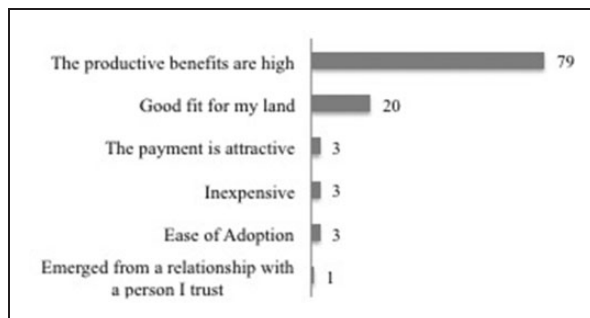 The productive benefits are high 79
Good fit for my land 20
The payment is attractive 3
Inexpensive 3
Ease of Adoption 3
Emerged from a relationship with
a person I trust 1